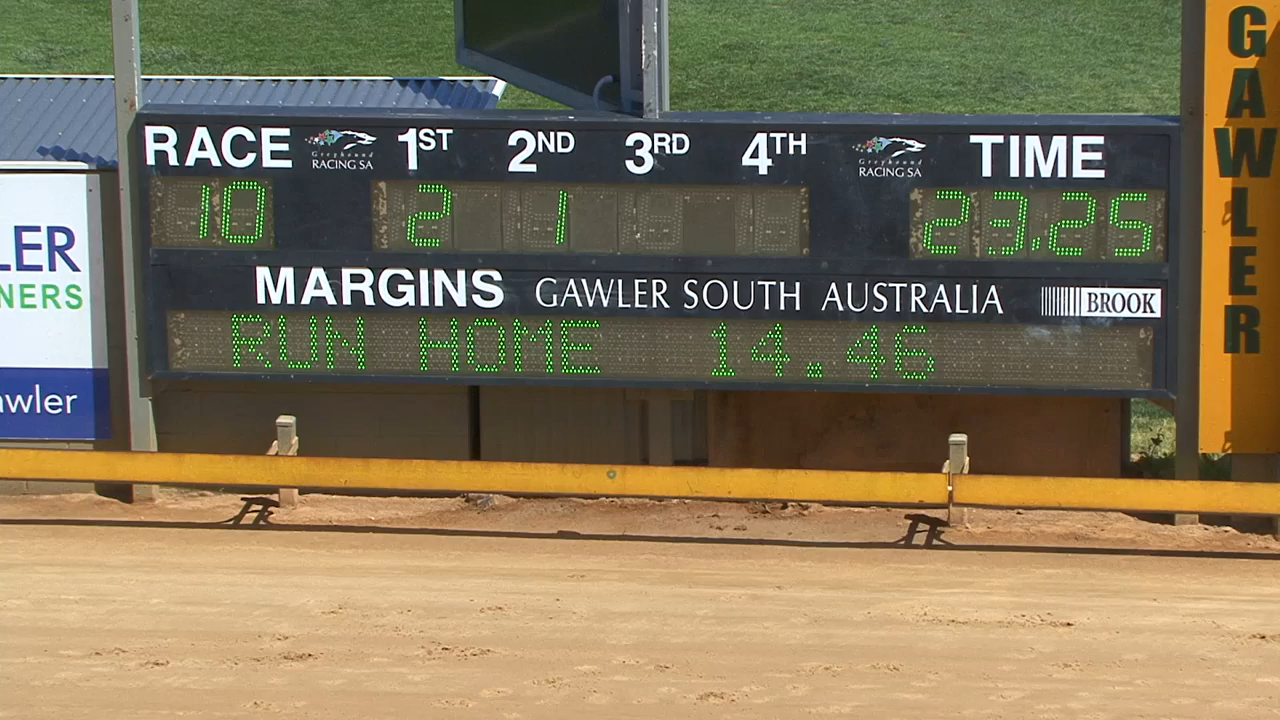 RACE Greyhound RACING SA 1ST 2ND 3RD 4TH Greyhound RACING SA TIME
10 2 1 23.25
MARGINS GAWLER SOUTH AUSTRALIA BROOK
RUN HOME 14.46
LER
NERS
awler
GAWLER